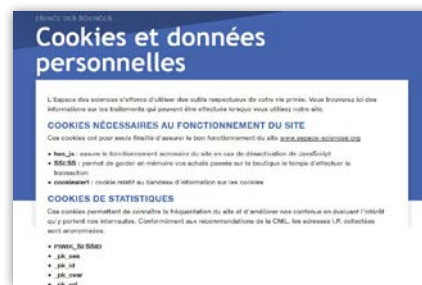 ESPACE DES SCIENCES
Cookies et données
personnelles
L'Espace des sciences s'efforce d'utiliser des outils respectueux de votre vie privée. Vous trouverez ici des
informations sur les traitements qui peuvent être effectués lorsque vous utilisez notre site.
COOKIES NÉCESSAIRES AU FONCTIONNEMENT DU SITE
Ces cookies ont pour seule finalité d'assurer le bon fonctionnement du site www.espace-sciences.org
• has_js : assure le fonctionnement sommaire du site en cas de désactivation de JavaScript
• SSESS : permet de garder en mémoire vos achats passés sur la boutique le temps d'effectuer la
transaction
• cookiealert : cookie relatif au bandeau d'information sur les cookies
COOKIES DE STATISTIQUES
Ces cookies permettent de connaître la fréquentation du site et d'améliorer nos contenus en évaluant l'intérêt
qu'y portent nos internautes. Conformément aux recommandations de la CNIL, les adresses I.P. collectées
sont anonymisées.
• PIWIK_SESSID
• _pk_ses
• _pk_id
• _pk_cvar
• _pk_ref